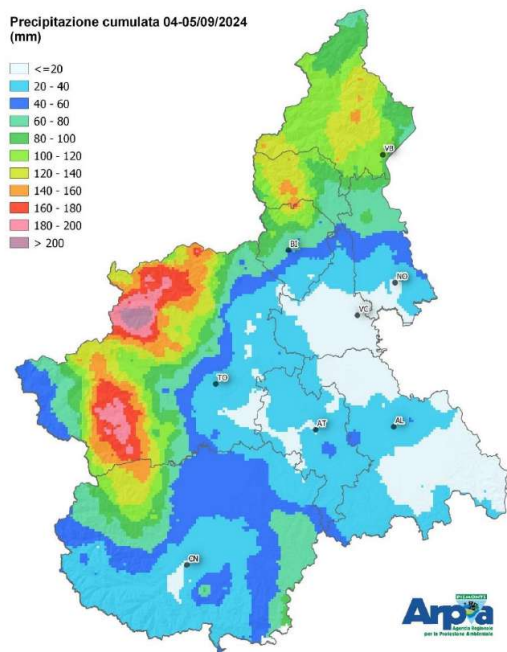 Precipitazione cumulata 04-05/09/2024
(mm)
<=20
20 - 40
40 - 60
60 - 80
80 - 100
100 - 120
120 - 140
140 - 160
160 - 180
180 - 200
> 200
VB
BI
NO
VC
TO
AT
AL
CN
PIEMONTE
Arpa
Agenzia Regionale
per la Protezione Ambientale